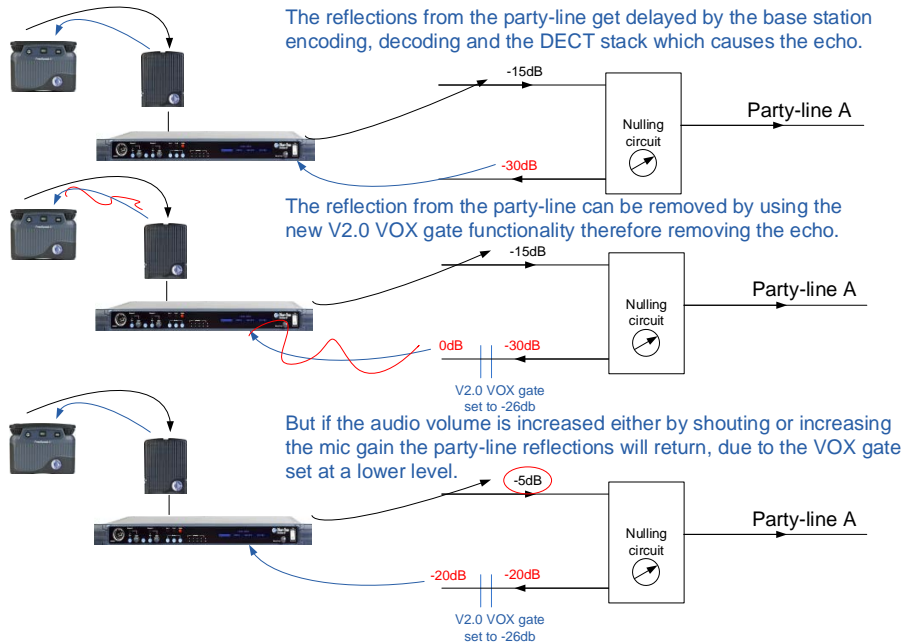 The reflections from the party-line get delayed by the base station
encoding, decoding and the DECT stack which causes the echo.
-15dB
Party-line A
Nulling
circuit
-30dB
The reflection from the party-line can be removed by using the
new V2.0 VOX gate functionality therefore removing the echo.
-15dB
Party-line A
Nulling
circuit
0dB
-30dB
V2.0 VOX gate
set to -26db
But if the audio volume is increased either by shouting or increasing
the mic gain the party-line reflections will return, due to the VOX gate
set at a lower level.
-5dB
Party-line A
Nulling
circuit
-20dB
-20dB
V2.0 VOX gate
set to -26db